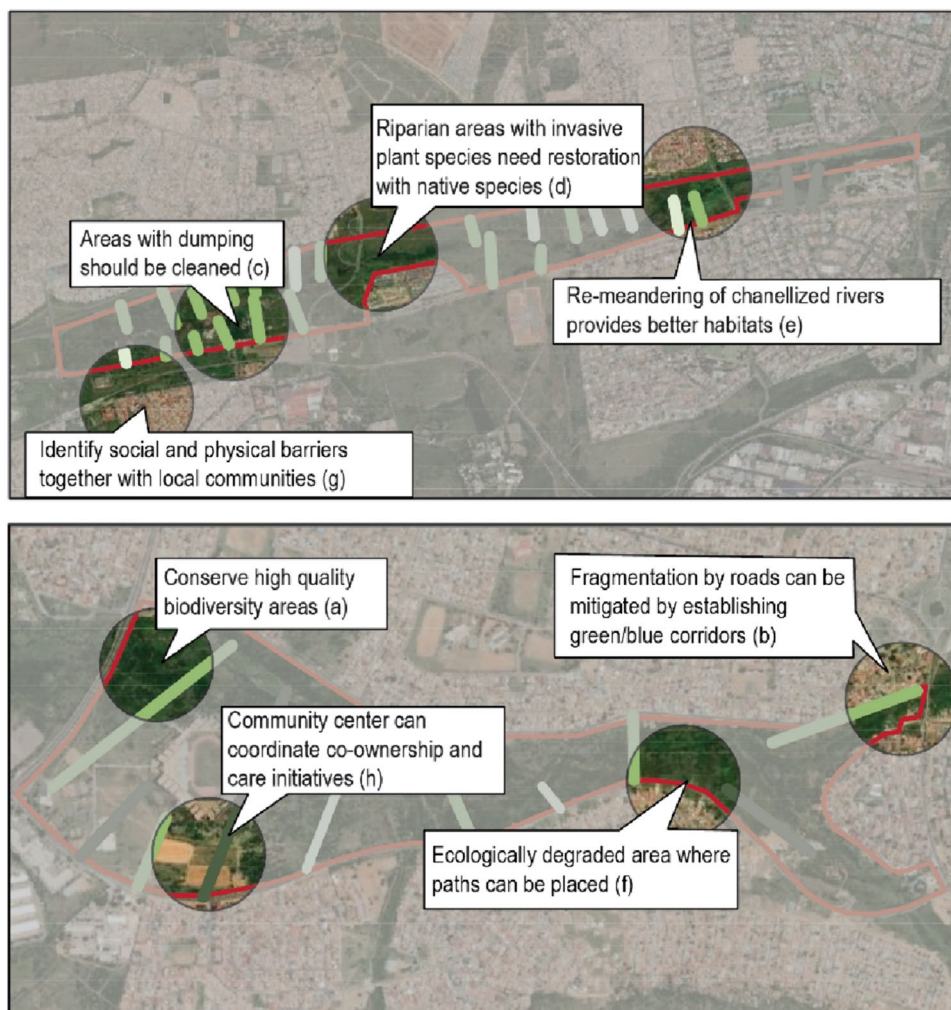 Riparian areas with invasive
plant species need restoration
with native species (d)
Areas with dumping
should be cleaned (c)
Re-meandering of chanellized rivers
provides better habitats (e)
Identify social and physical barriers
together with local communities (g)
Conserve high quality
biodiversity areas (a)
Fragmentation by roads can be
mitigated by establishing
green/blue corridors (b)
Community center can
coordinate co-ownership and
care initiatives (h)
Ecologically degraded area where
paths can be placed (f)